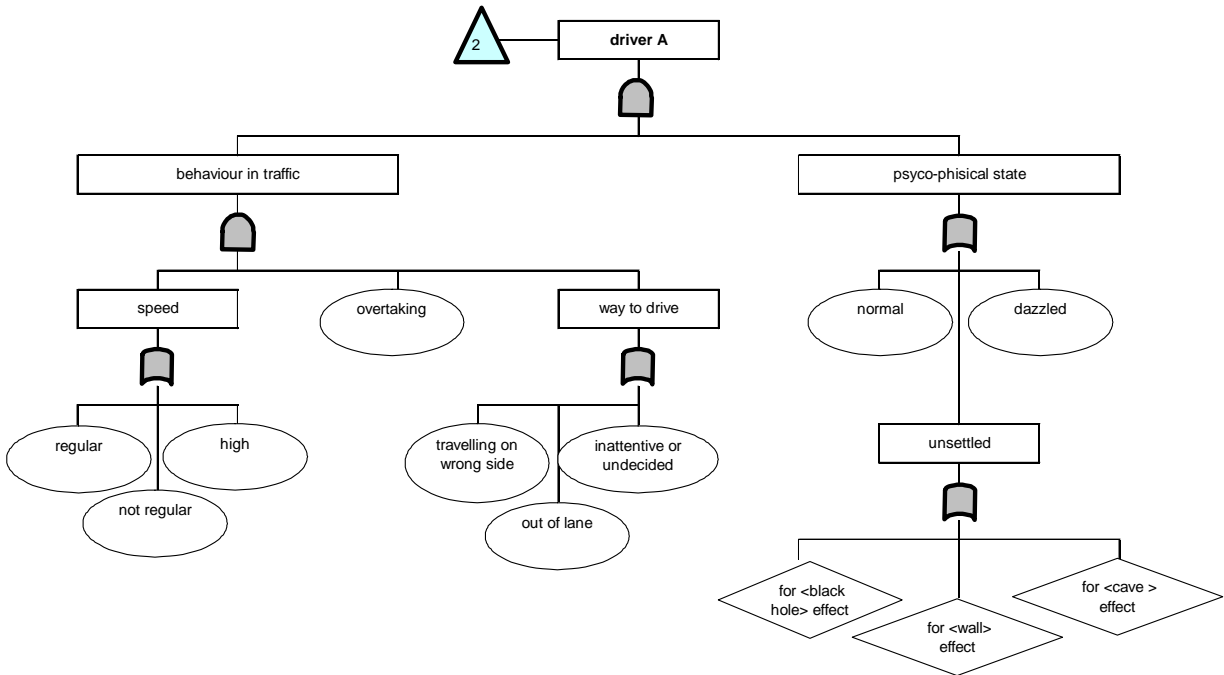 2
driver A
behaviour in traffic
psyco-phisical state
speed
overtaking
way to drive
normal
dazzled
regular
high
not regular
travelling on
wrong side
inattentive or
undecided
out of lane
unsettled
for <black
hole> effect
for <wall>
effect
for <cave >
effect